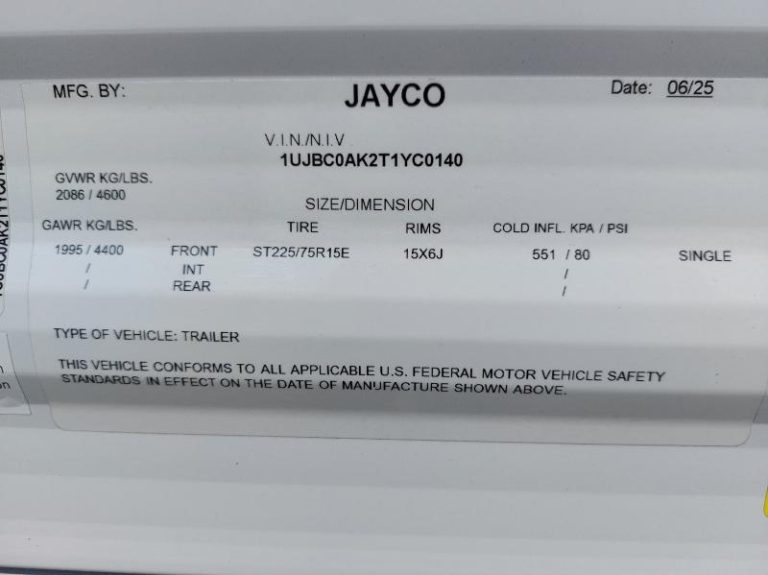 MFG. BY: JAYCO Date: 06/25
V.I.N./N.I.V
1UJBC0AK2T1YC0140
GVWR KG/LBS.
2086 / 4600
SIZE/DIMENSION
GAWR KG/LBS. TIRE RIMS COLD INFL. KPA / PSI
1995 / 4400 FRONT ST225/75R15E 15X6J 551 / 80 SINGLE
/ INT /
/ REAR /
TYPE OF VEHICLE: TRAILER
THIS VEHICLE CONFORMS TO ALL APPLICABLE U.S. FEDERAL MOTOR VEHICLE SAFETY
STANDARDS IN EFFECT ON THE DATE OF MANUFACTURE SHOWN ABOVE.